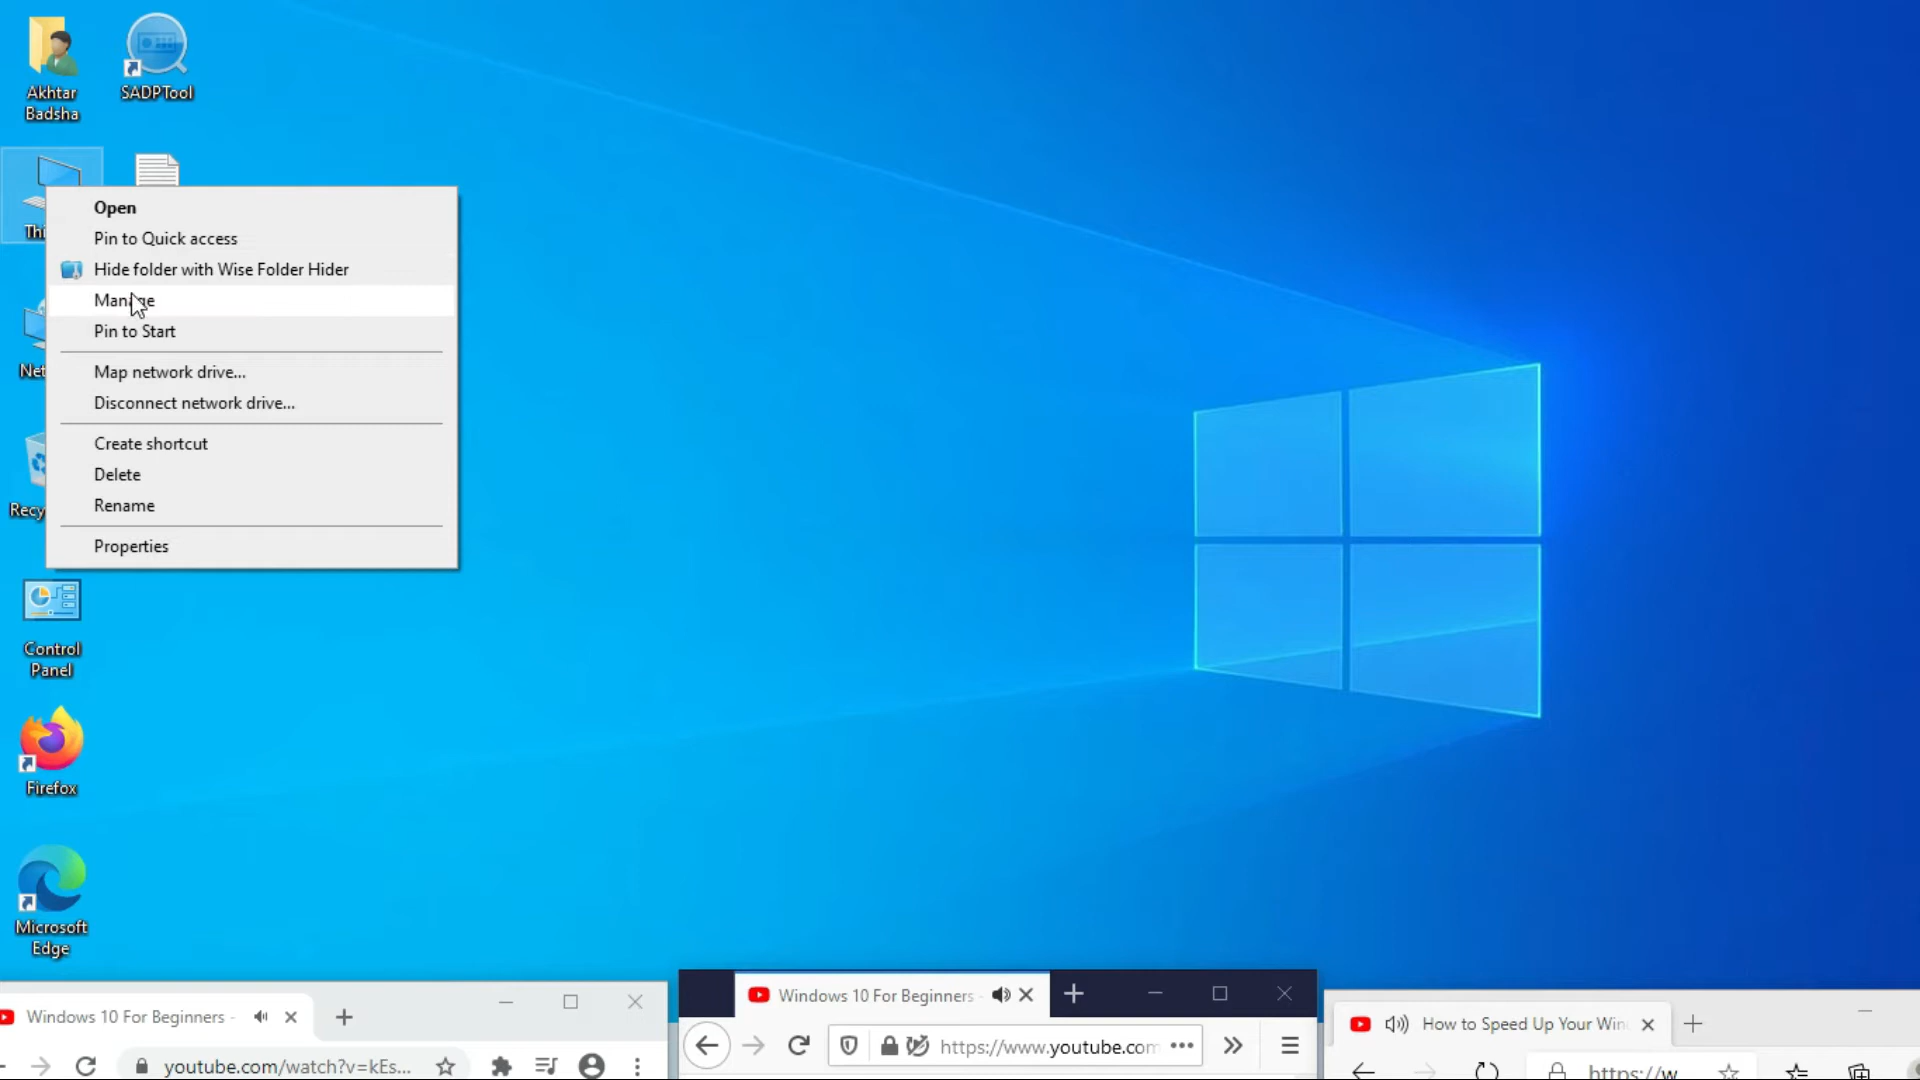 Akhtar
Badsha
SADPTool
Open
Pin to Quick access
Hide folder with Wise Folder Hider
Manage
Pin to Start
Map network drive...
Disconnect network drive...
Create shortcut
Delete
Rename
Properties
Control
Panel
Firefox
Microsoft
Edge
Windows 10 For Beginners -
youtube.com/watch?v=kEs...
Windows 10 For Beginners -
https://www.youtube.com
How to Speed Up Your Win
https://w